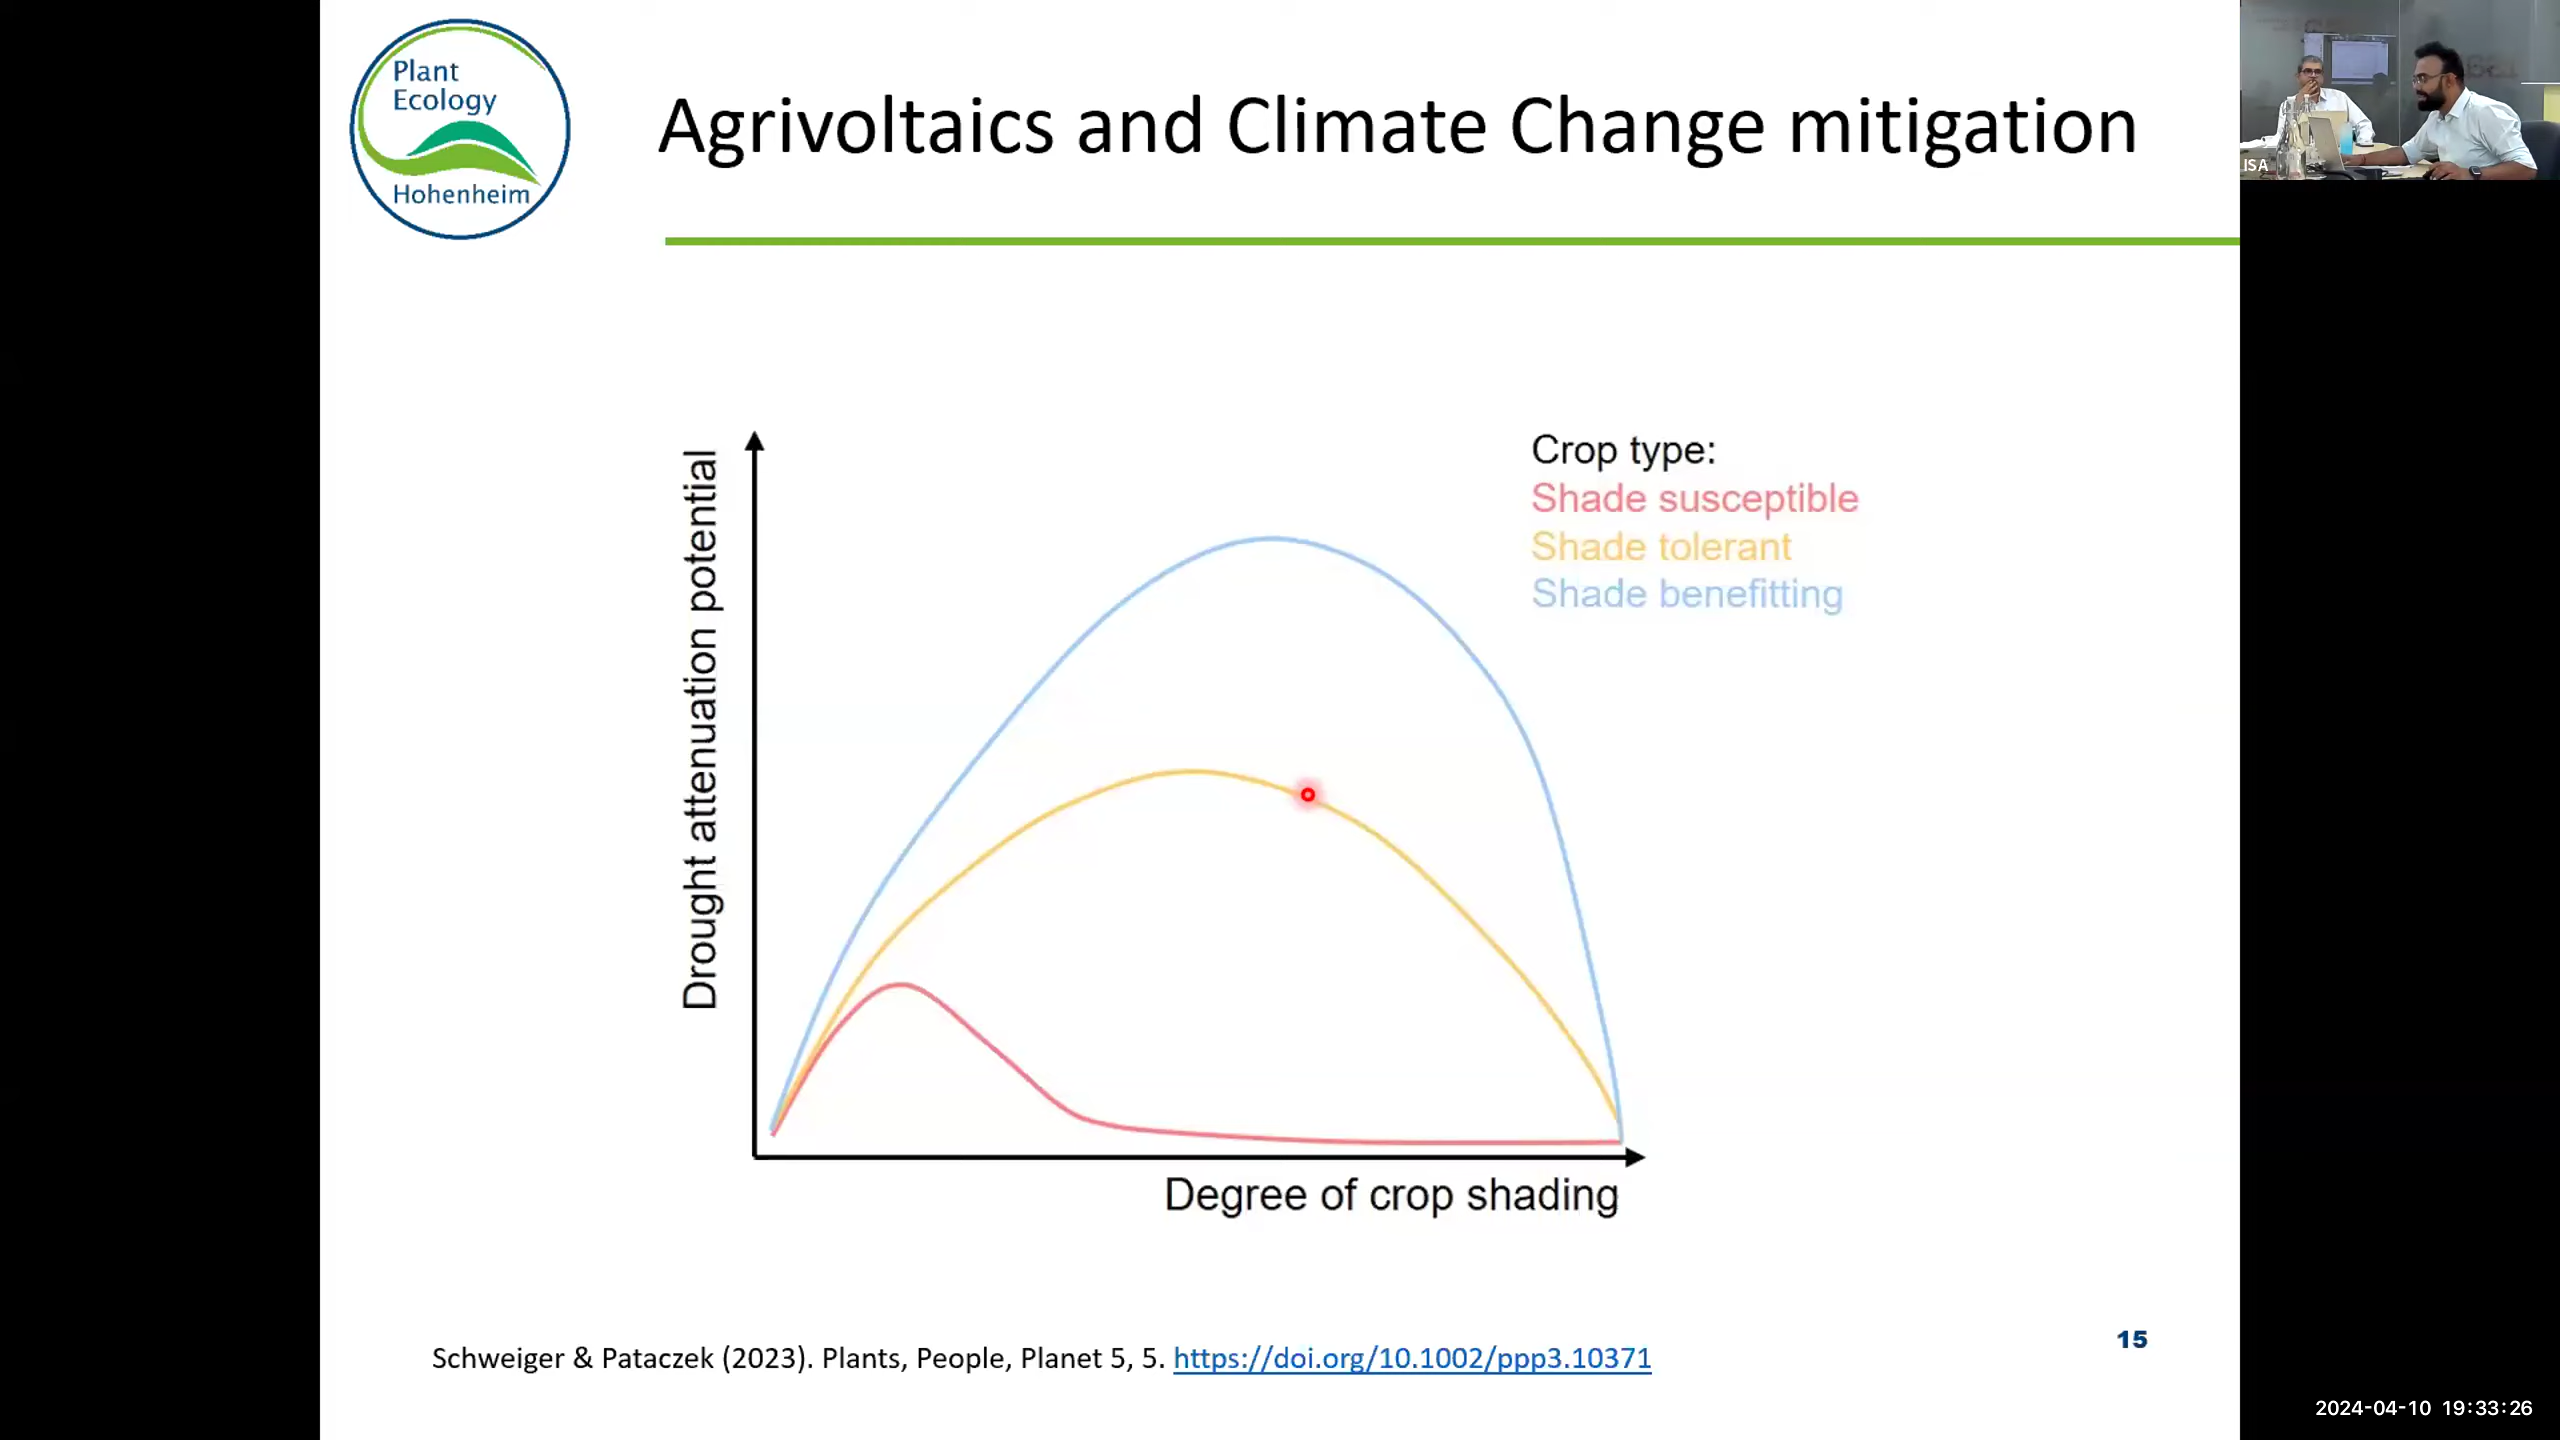 Plant
Ecology
Hohenheim
Agrivoltaics and Climate Change mitigation
ISA
Drought attenuation potential
Crop type:
Shade susceptible
Shade tolerant
Shade benefitting
Degree of crop shading
Schweiger & Pataczek (2023). Plants, People, Planet 5, 5. https://doi.org/10.1002/ppp3.10371
15
2024-04-10 19:33:26